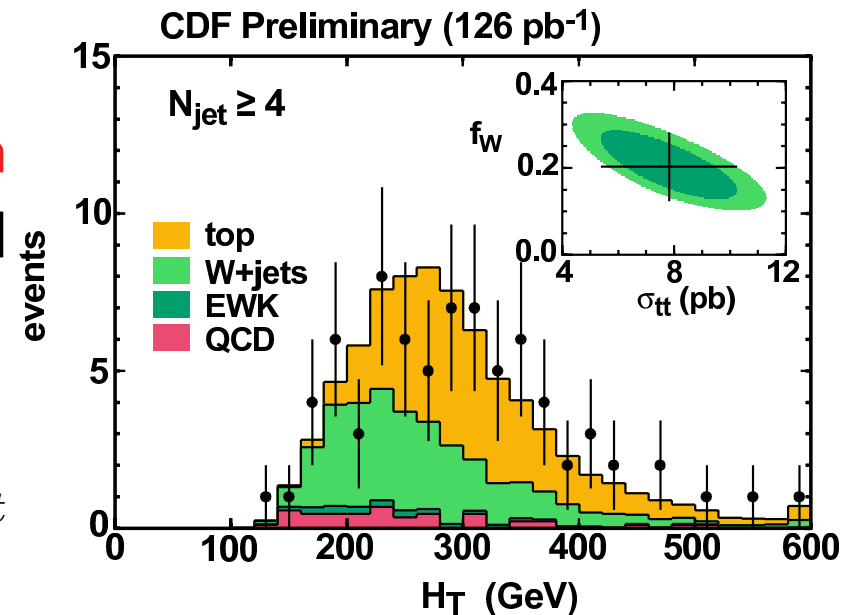 CDF Preliminary (126 pb-1)
Njet ≥ 4
events
15
10
5
0
top
W+jets
EWK
QCD
fW
0.4
0.2
0.0
4 8 12
σtt (pb)
0 100 200 300 400 500 600
HT (GeV)
t